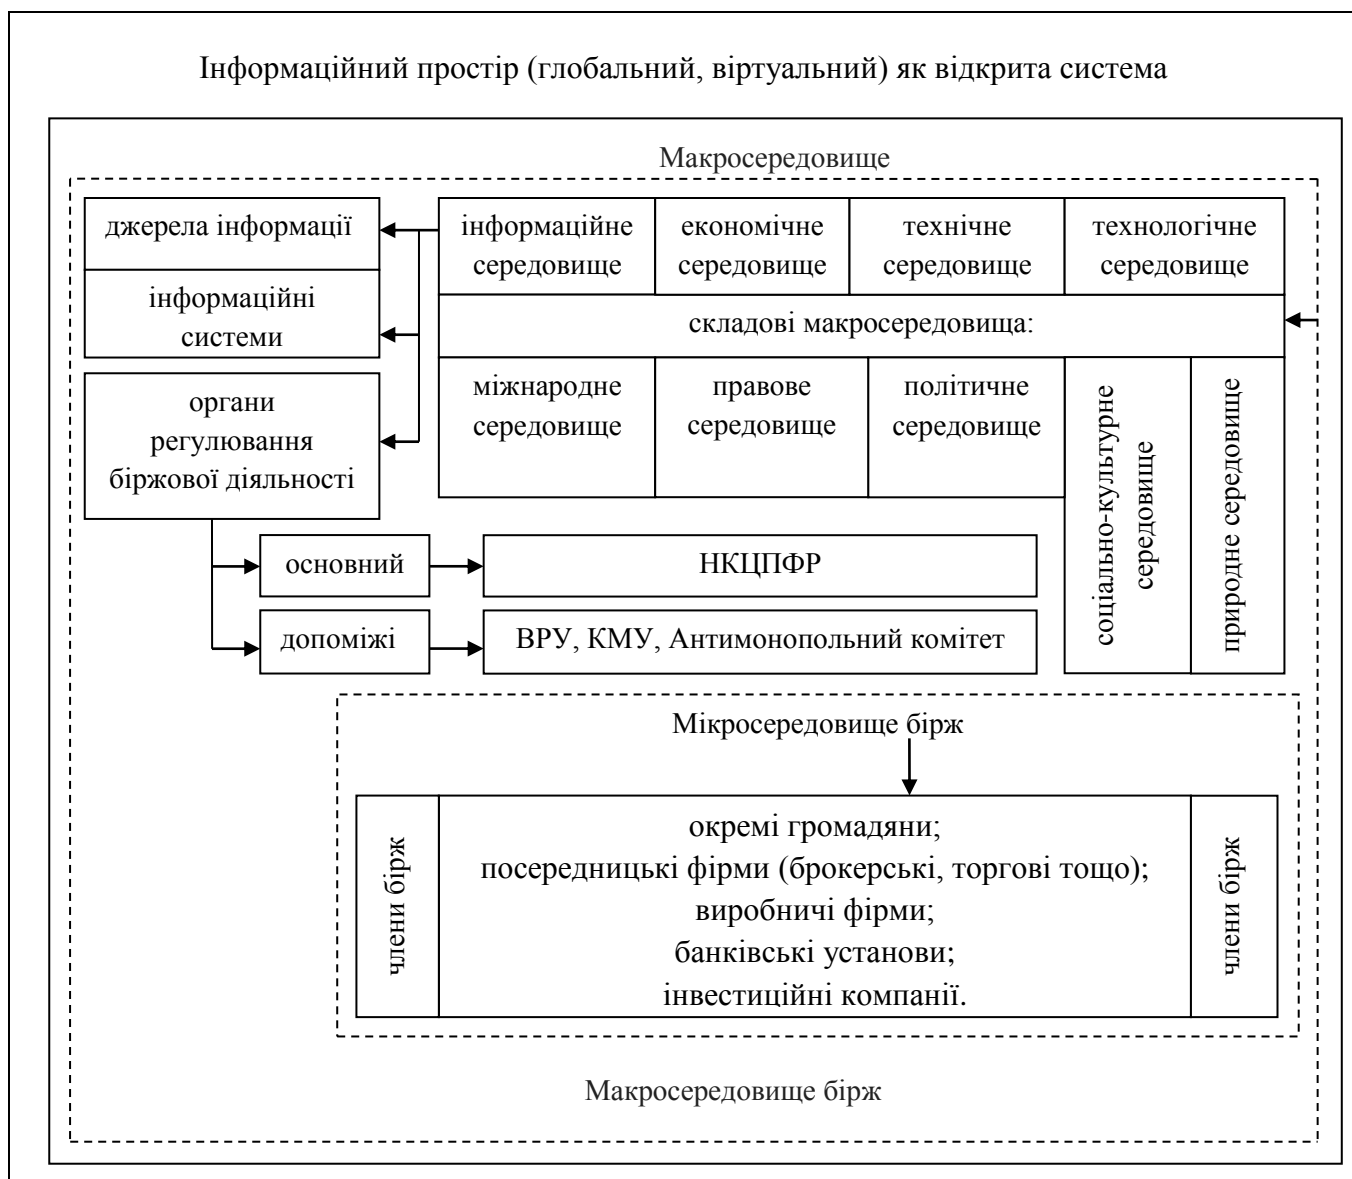 Інформаційний простір (глобальний, віртуальний) як відкрита система
Макросередовище
джерела інформації
інформаційні
системи
органи
регулювання
біржової діяльності
інформаційне
середовище
економічне
середовище
технічне
середовище
технологічне
середовище
складові макросередовища:
міжнародне
середовище
правове
середовище
політичне
середовище
соціально-культурне
середовище
природне середовище
основний
НКЦПФР
допоміжі
ВРУ, КМУ, Антимонопольний комітет
Мікросередовище бірж
члени бірж
окремі громадяни;
посередницькі фірми (брокерські, торгові тощо);
виробничі фірми;
банківські установи;
інвестиційні компанії.
члени бірж
Макросередовище бірж